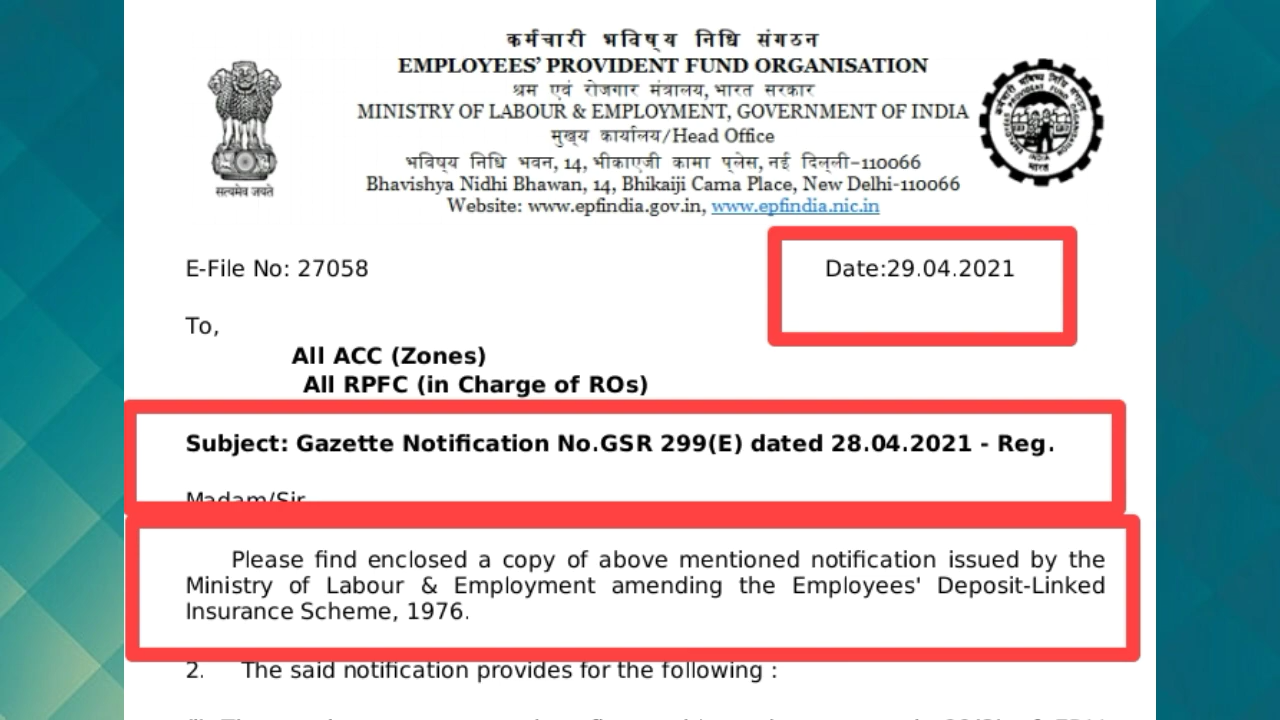 कर्मचारी भविष्य निधि संगठन
EMPLOYEES' PROVIDENT FUND ORGANISATION
श्रम एवं रोजगार मंत्रालय, भारत सरकार
MINISTRY OF LABOUR & EMPLOYMENT, GOVERNMENT OF INDIA
मुख्य कार्यालय/Head Office
भविष्य निधि भवन, 14, भीकाएजी कामा प्लेस, नई दिल्ली-110066
Bhavishya Nidhi Bhawan, 14, Bhikaiji Cama Place, New Delhi-110066
Website: www.epfindia.gov.in, www.epfindia.nic.in
सत्यमेव जयते
E-File No: 27058 Date:29.04.2021
To,
All ACC (Zones)
All RPFC (in Charge of ROs)
Subject: Gazette Notification No.GSR 299(E) dated 28.04.2021 - Reg.
Madam/Sir
Please find enclosed a copy of above mentioned notification issued by the
Ministry of Labour & Employment amending the Employees' Deposit-Linked
Insurance Scheme, 1976.
2. The said notification provides for the following :